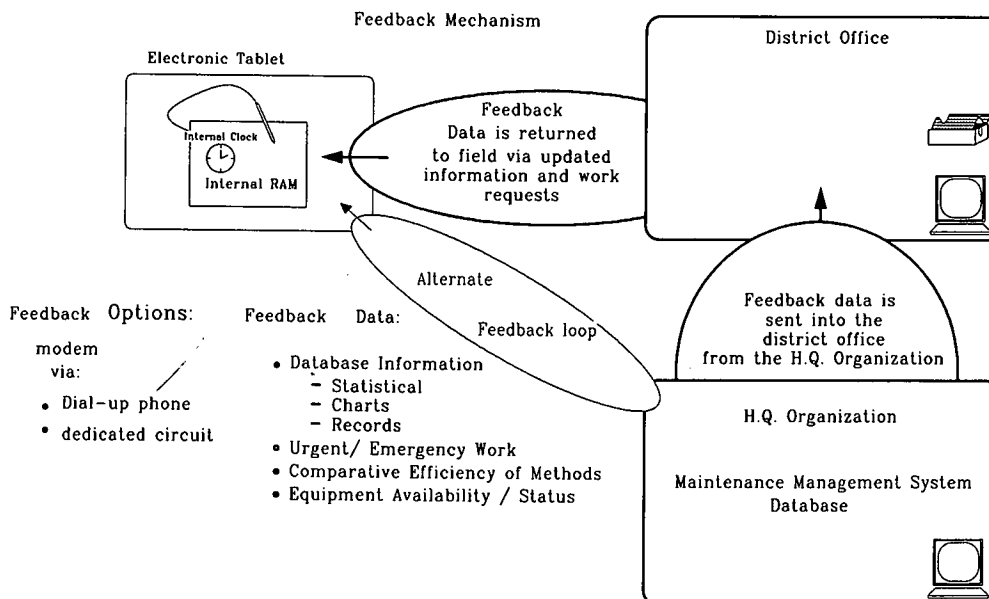 Feedback Mechanism
District Office
Electronic Tablet
Internal Clock
Internal RAM
Feedback
Data is returned
to field via updated
information and work
requests
Alternate
Feedback loop
Feedback data is
sent into the
district office
from the H.Q. Organization
Feedback Options:
modem
via:
• Dial-up phone
• dedicated circuit
Feedback Data:
• Database Information
– Statistical
– Charts
– Records
• Urgent/ Emergency Work
• Comparative Efficiency of Methods
• Equipment Availability / Status
H.Q. Organization
Maintenance Management System
Database